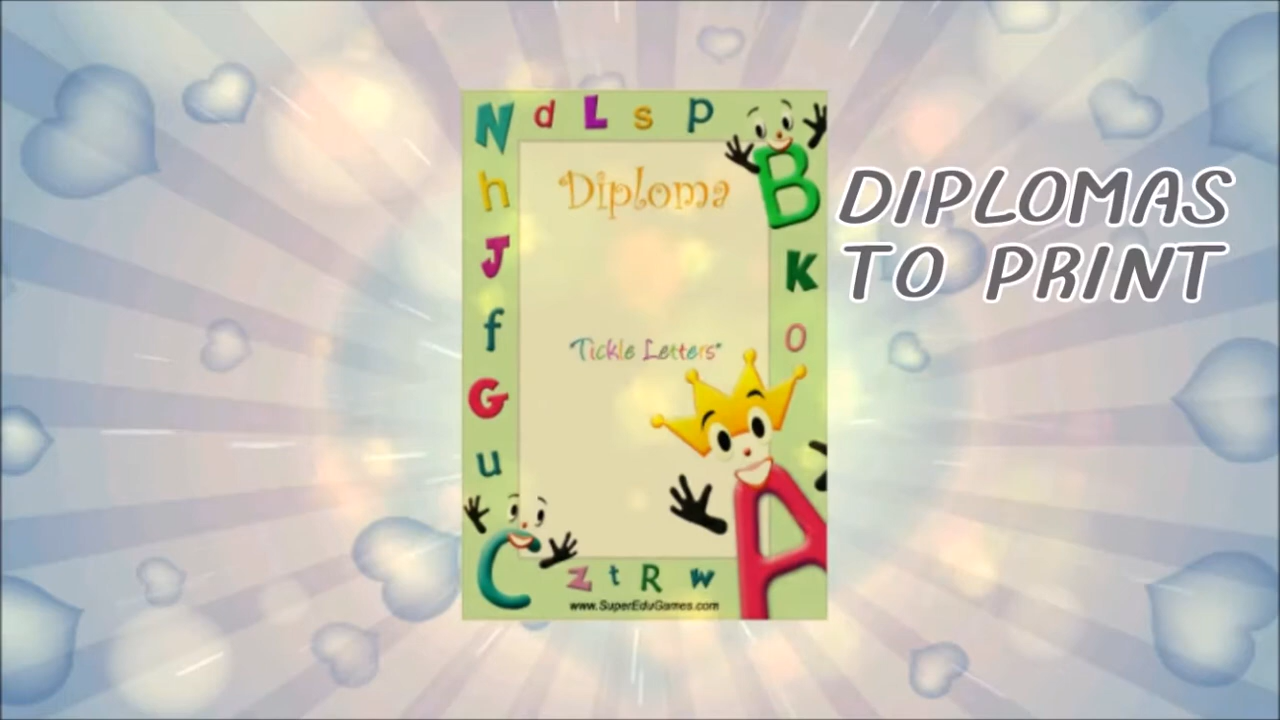 N d L s p
B
h
Diploma
DIPLOMAS
TO PRINT
J
K
f
o
"Tickle Letters"
G
u
A
C
z t R w
www.SuperEduGames.com